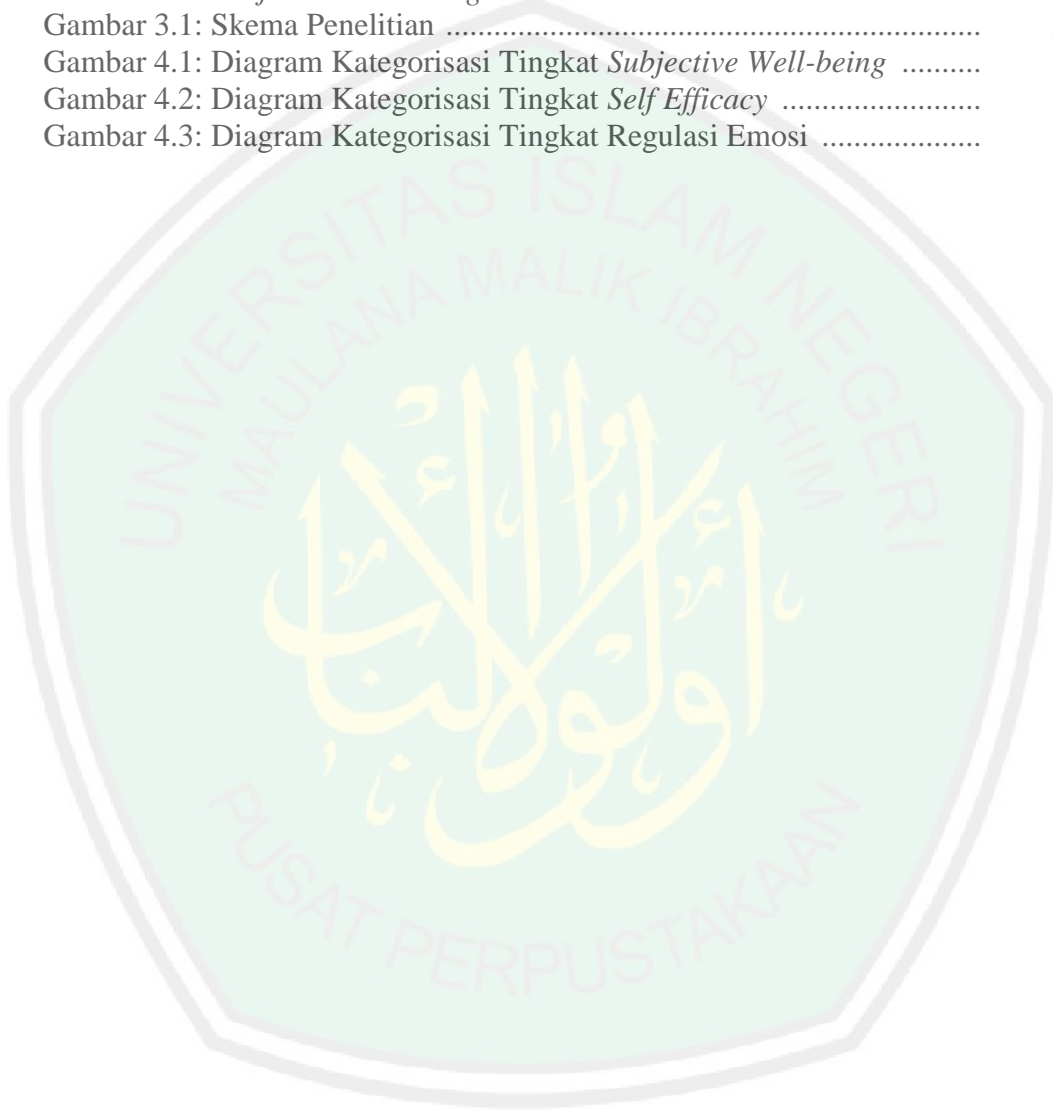 Gambar 3.1: Skema Penelitian ...................................................................
Gambar 4.1: Diagram Kategorisasi Tingkat Subjective Well-being ..........
Gambar 4.2: Diagram Kategorisasi Tingkat Self Efficacy .........................
Gambar 4.3: Diagram Kategorisasi Tingkat Regulasi Emosi ....................
UNIVERSITAS ISLAM NEGERI
MAULANA MALIK IBRAHIM
أولوا الألباب
PUSAT PERPUSTAKAAN